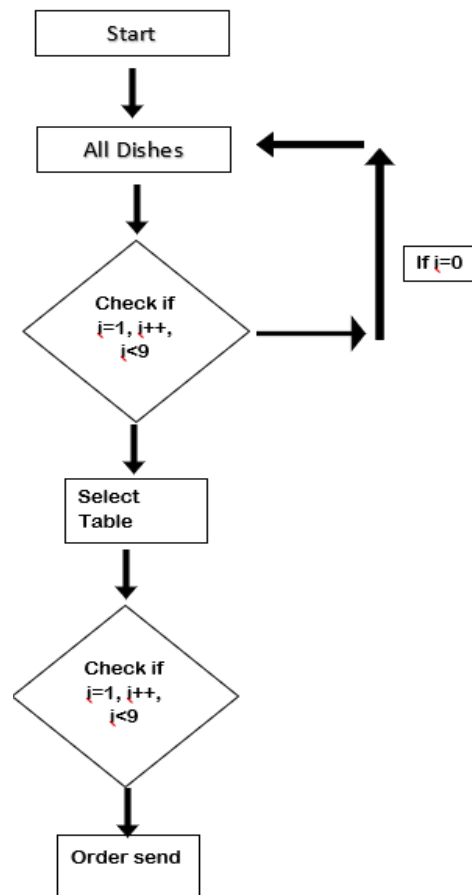 Start
All Dishes
If i=0
Check if
i=1, i++,
i<9
Select
Table
Check if
i=1, i++,
i<9
Order send